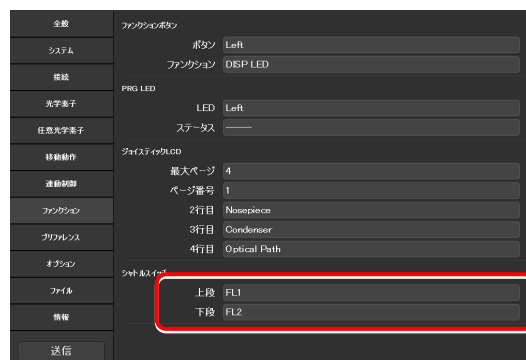 全般
システム
接続
光学素子
任意光学素子
移動動作
連動制御
ファンクション
プリファレンス
オプション
ファイル
情報
送信
ファンクションボタン
ボタン Left
ファンクション DISP LED
PRG LED
LED Left
ステータス ───
ジョイスティックLCD
最大ページ 4
ページ番号 1
2行目 Nosepiece
3行目 Condenser
4行目 Optical Path
シャトルスイッチ
上段 FL1
下段 FL2